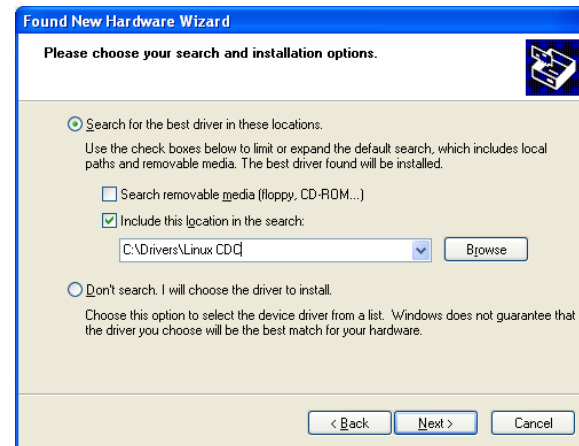 Found New Hardware Wizard
Please choose your search and installation options.
Search for the best driver in these locations.
Use the check boxes below to limit or expand the default search, which includes local
paths and removable media. The best driver found will be installed.
Search removable media (floppy, CD-ROM...)
Include this location in the search:
C:\Drivers\Linux CDC
Browse
Don't search. I will choose the driver to install.
Choose this option to select the device driver from a list. Windows does not guarantee that
the driver you choose will be the best match for your hardware.
< Back
Next >
Cancel